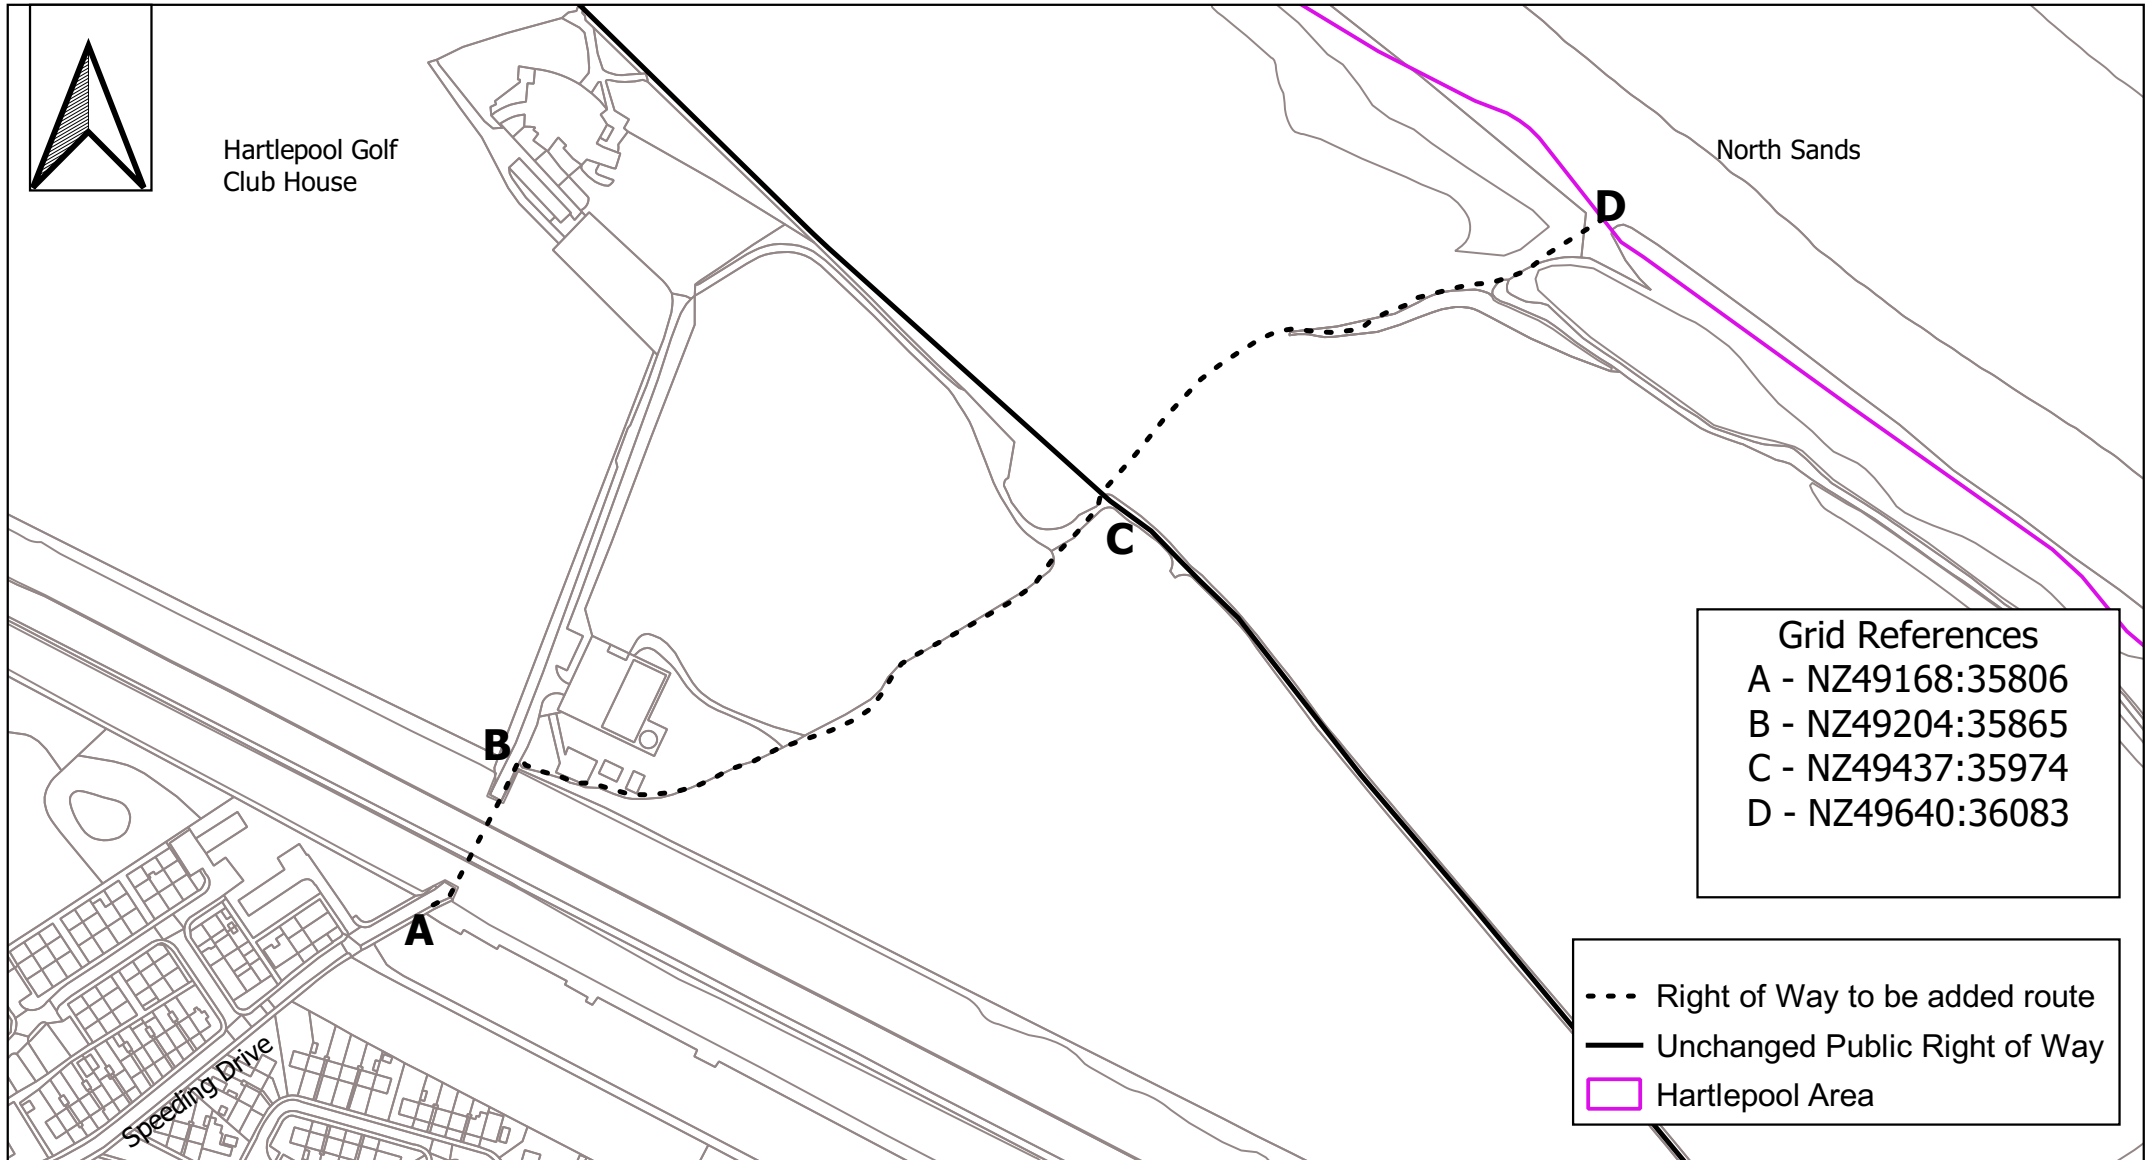 Hartlepool Golf
Club House
North Sands
D
C
B
A
Speeding Drive
Grid References
A - NZ49168:35806
B - NZ49204:35865
C - NZ49437:35974
D - NZ49640:36083
Right of Way to be added route
Unchanged Public Right of Way
Hartlepool Area